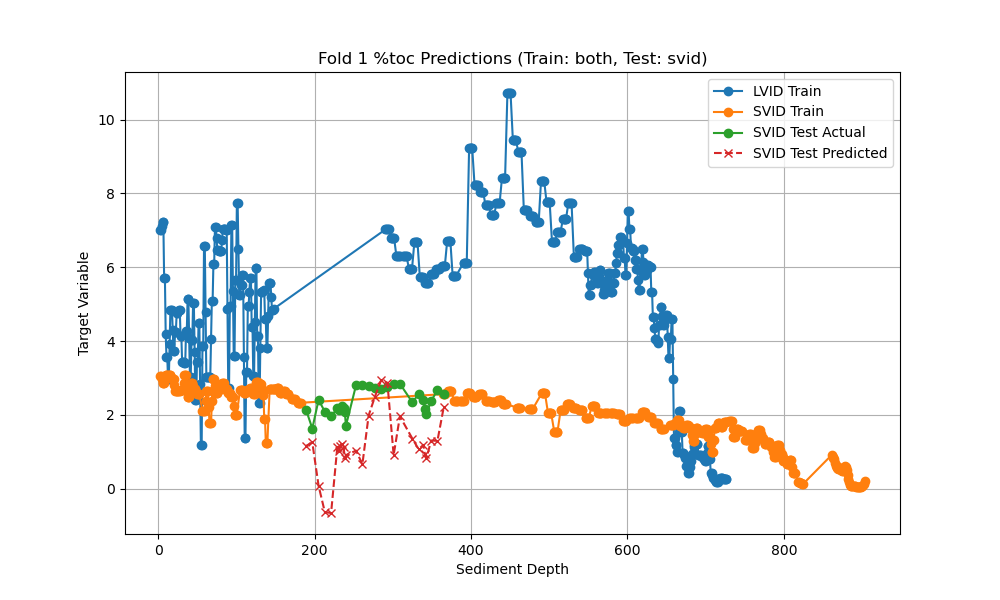 Fold 1 %toc Predictions (Train: both, Test: svid)
LVID Train
SVID Train
SVID Test Actual
SVID Test Predicted
Target Variable
10
8
6
4
2
0
0 200 400 600 800
Sediment Depth